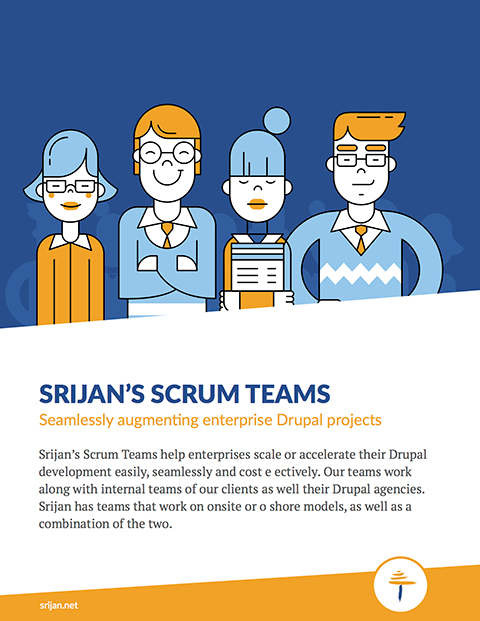 SRIJAN’S SCRUM TEAMS
Seamlessly augmenting enterprise Drupal projects
Srijan’s Scrum Teams help enterprises scale or accelerate their Drupal
development easily, seamlessly and cost e ectively. Our teams work
along with internal teams of our clients as well their Drupal agencies.
Srijan has teams that work on onsite or o shore models, as well as a
combination of the two.
srijan.net